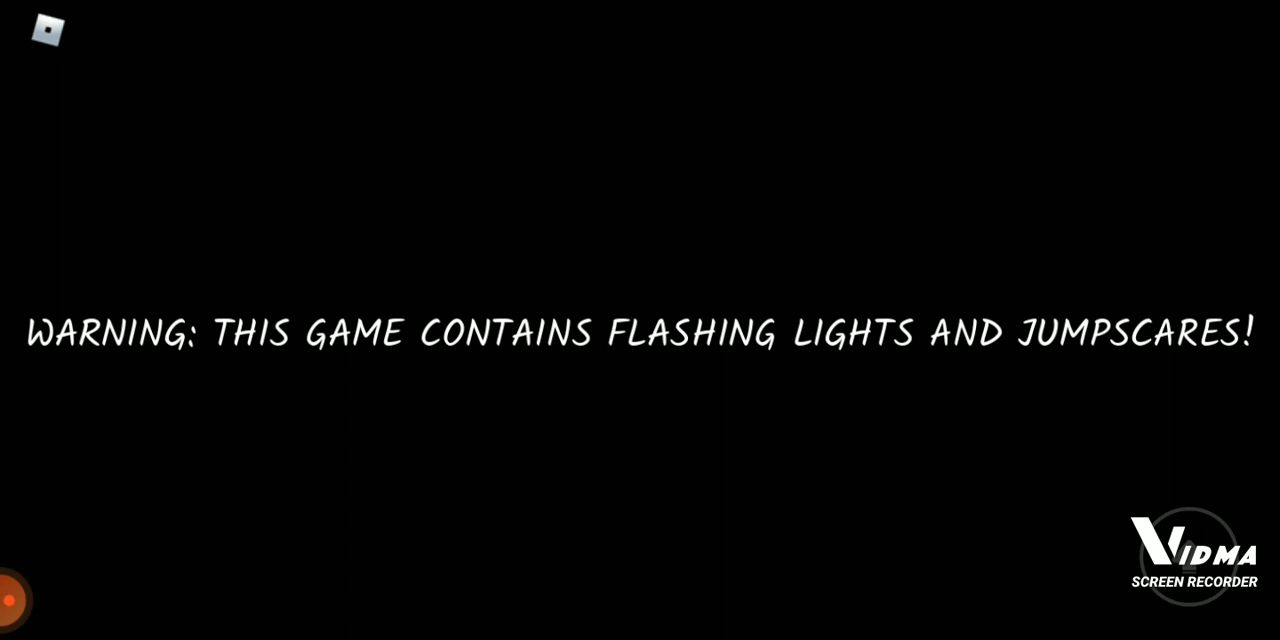 WARNING: THIS GAME CONTAINS FLASHING LIGHTS AND JUMPSCARES!
VIDMA
SCREEN RECORDER